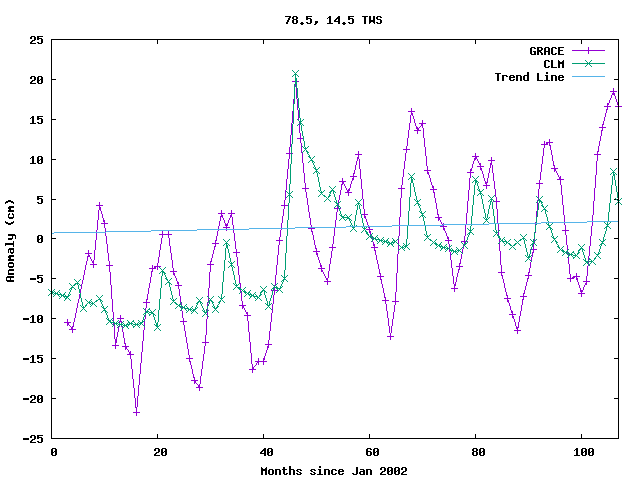 78.5, 14.5 TWS
GRACE
CLM
Trend Line
Anomaly (cm)
25
20
15
10
5
0
-5
-10
-15
-20
-25
0 20 40 60 80 100
Months since Jan 2002